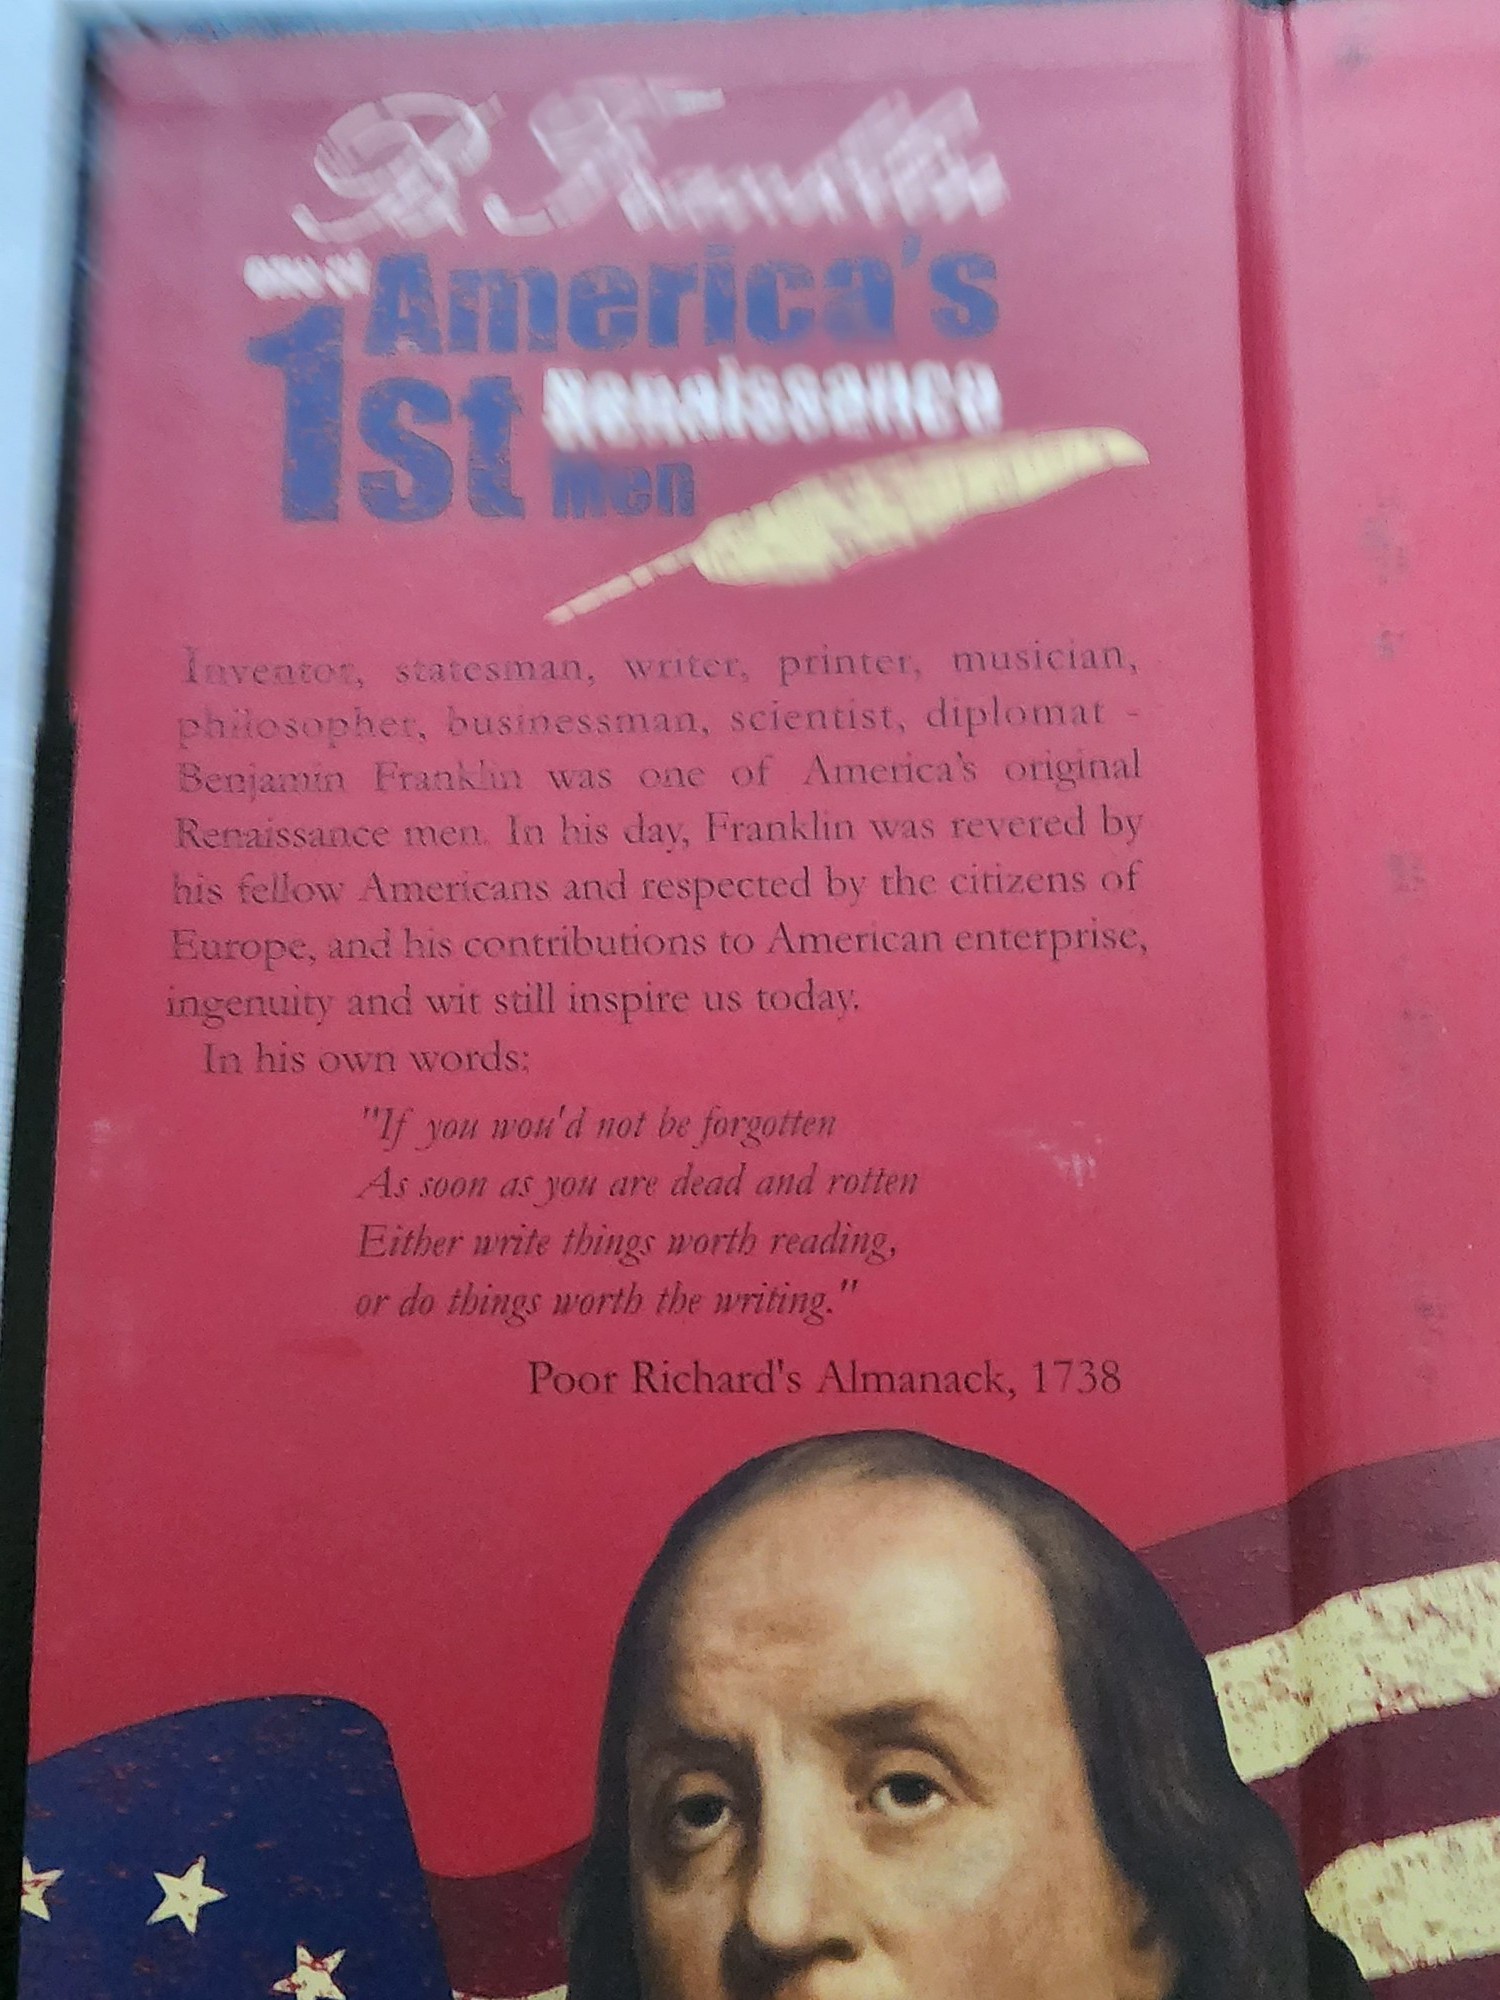 B Franklin
one of
America's
1st Renaissance
men
Inventor, statesman, writer, printer, musician,
philosopher, businessman, scientist, diplomat -
Benjamin Franklin was one of America's original
Renaissance men. In his day, Franklin was revered by
his fellow Americans and respected by the citizens of
Europe, and his contributions to American enterprise,
ingenuity and wit still inspire us today.
In his own words;
"If you wou'd not be forgotten
As soon as you are dead and rotten
Either write things worth reading,
or do things worth the writing."
Poor Richard's Almanack, 1738